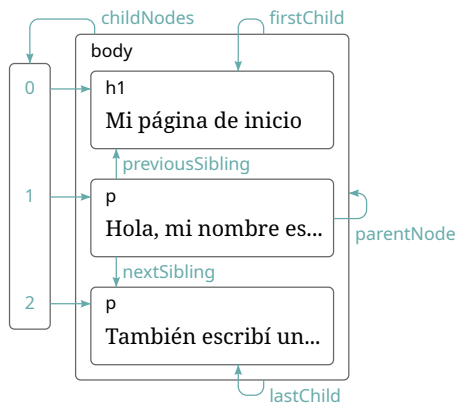 childNodes
firstChild
body
0
h1
Mi página de inicio
previousSibling
1
p
Hola, mi nombre es...
parentNode
nextSibling
2
p
También escribí un...
lastChild